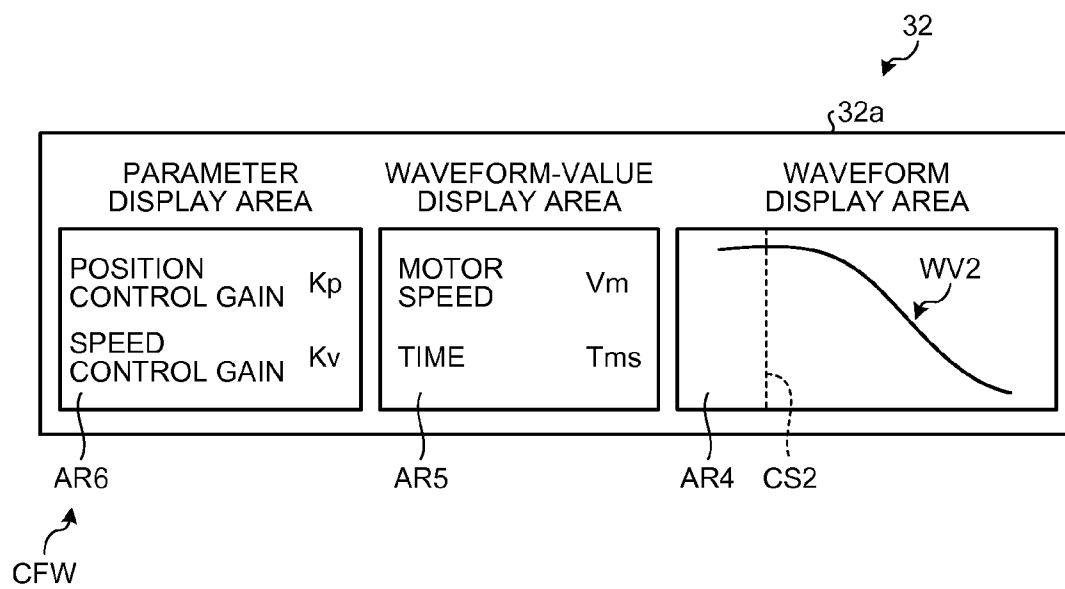 32
32a
PARAMETER
DISPLAY AREA
WAVEFORM-VALUE
DISPLAY AREA
WAVEFORM
DISPLAY AREA
POSITION
CONTROL GAIN Kp
SPEED
CONTROL GAIN Kv
MOTOR
SPEED Vm
TIME Tms
WV2
AR6 AR5 AR4 CS2
CFW